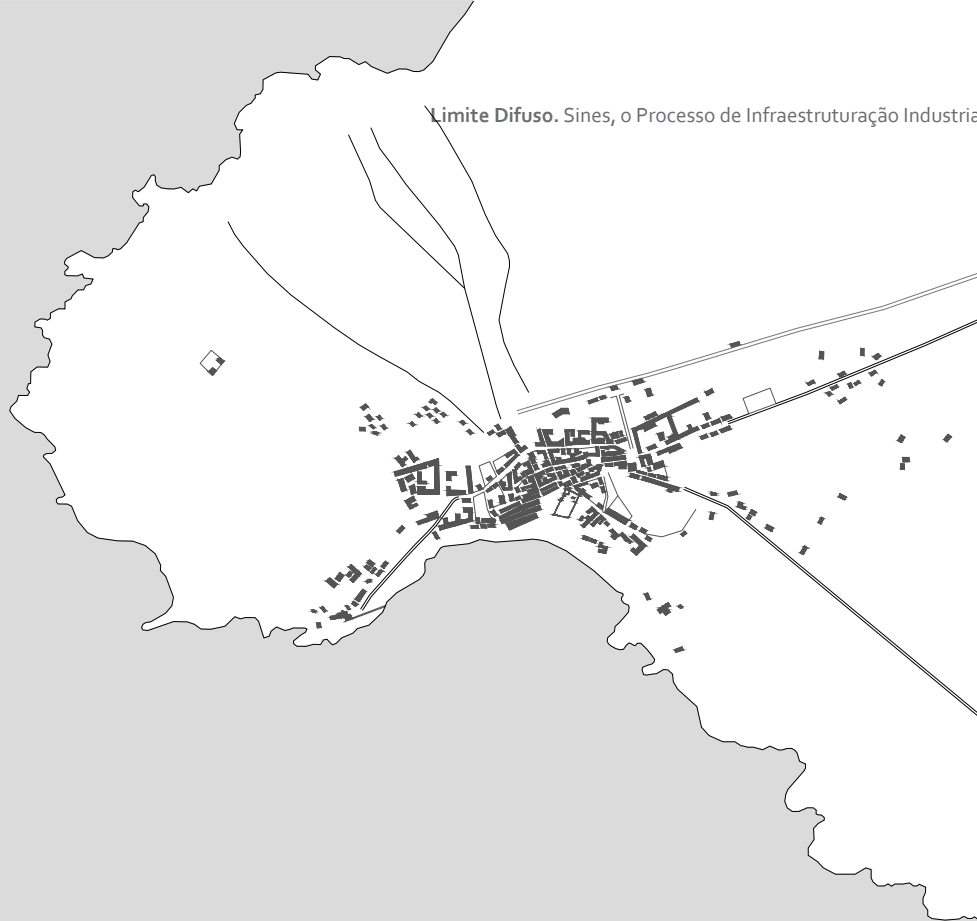 Limite Difuso. Sines, o Processo de Infraestruturação Industria